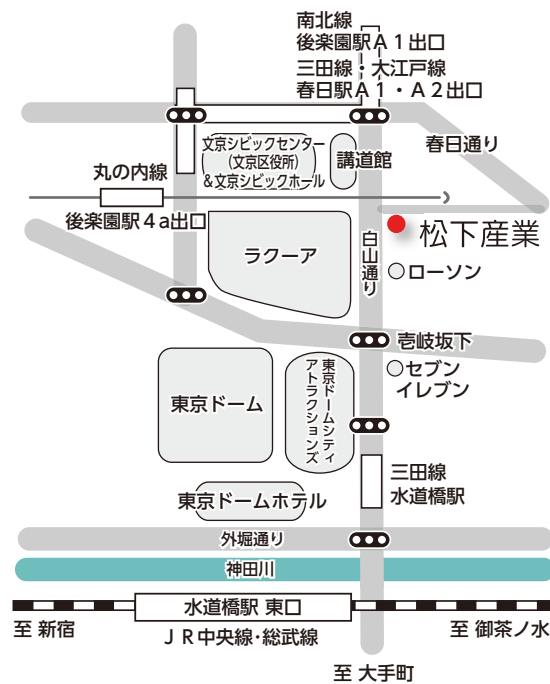 南北線
後楽園駅A1出口
三田線・大江戸線
春日駅A1・A2出口
春日通り
文京シビックセンター
(文京区役所)
&文京シビックホール
講道館
丸の内線
後楽園駅4a出口
白山通り
松下産業
ラクーア
ローソン
壱岐坂下
セブン
イレブン
東京ドーム
東京ドームシティ
アトラクションズ
三田線
水道橋駅
東京ドームホテル
外堀通り
神田川
水道橋駅 東口
至 新宿
JR中央線･総武線
至 御茶ノ水
至 大手町